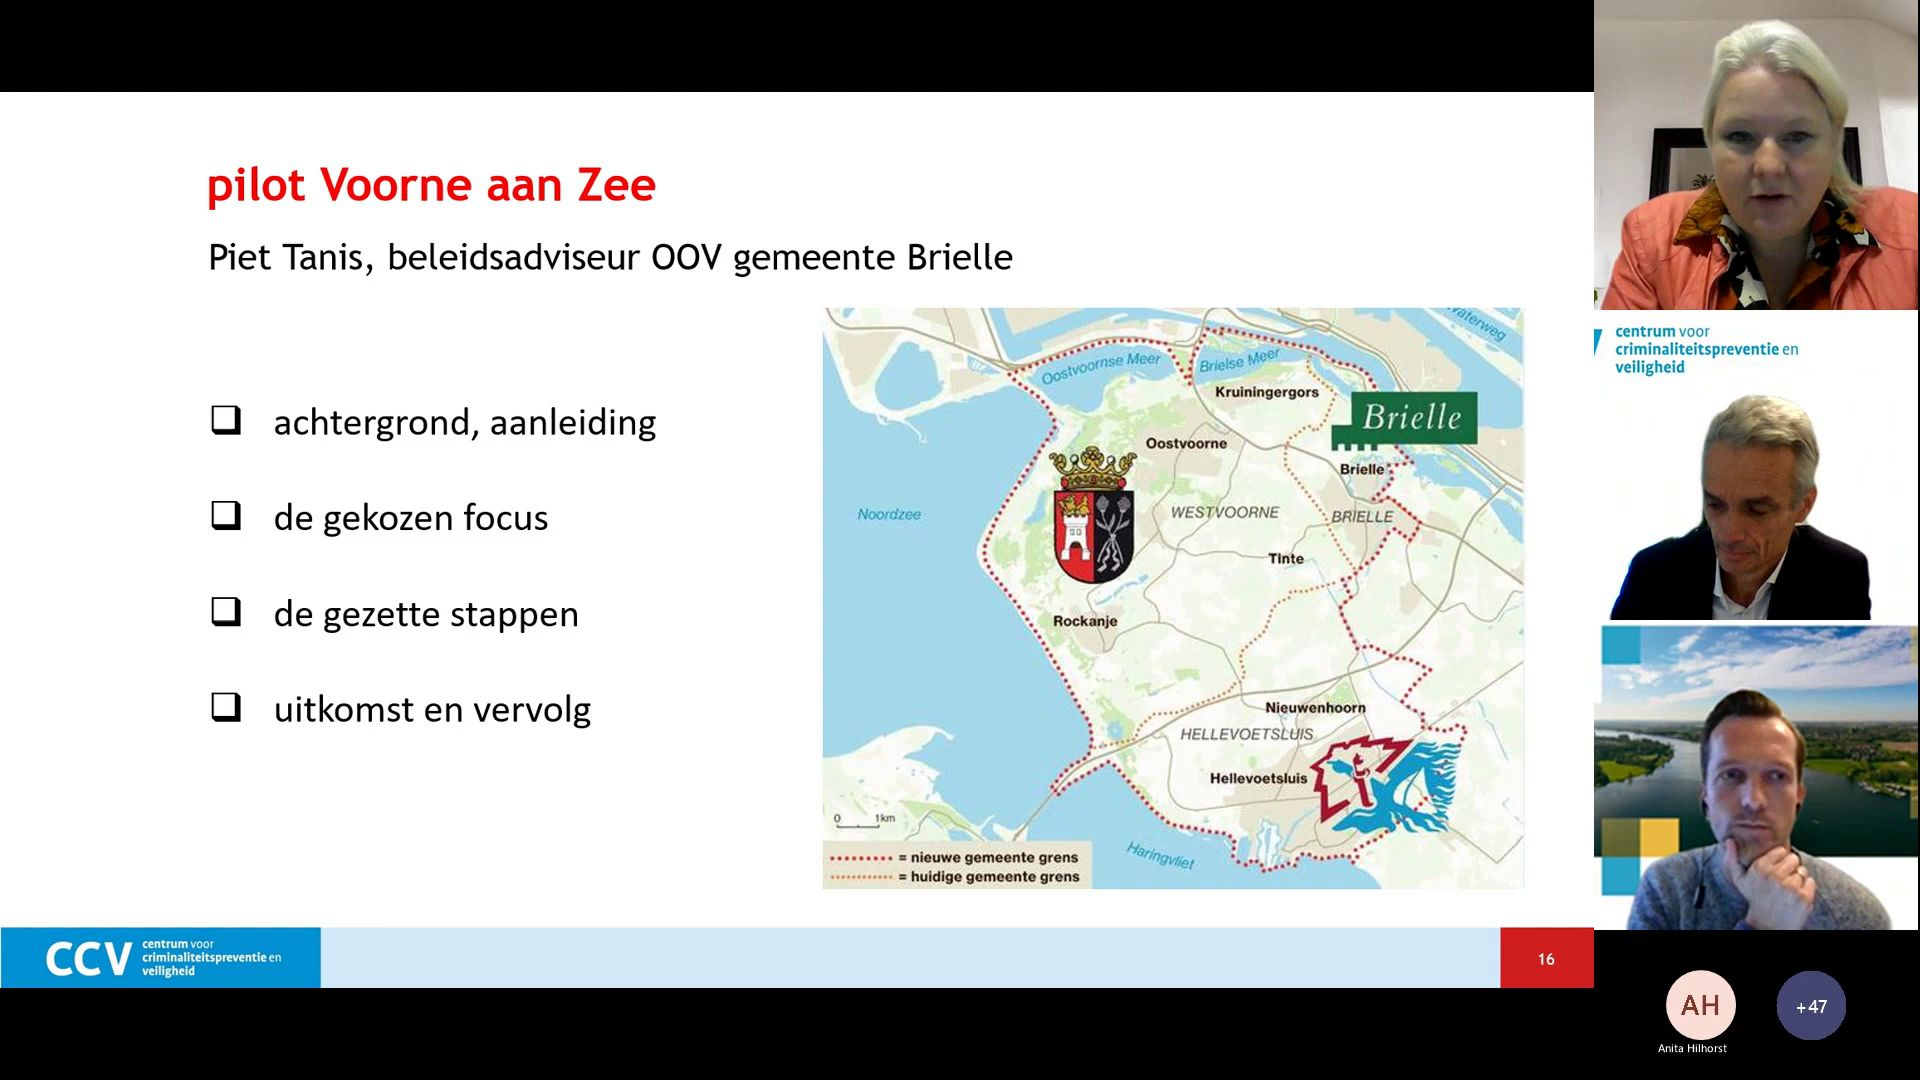 pilot Voorne aan Zee
Piet Tanis, beleidsadviseur OOV gemeente Brielle
❑ achtergrond, aanleiding
❑ de gekozen focus
❑ de gezette stappen
❑ uitkomst en vervolg
Waterweg
Oostvoornse Meer
Brielse Meer
Kruiningergors
Brielle
Oostvoorne
Brielle
Noordzee
WESTVOORNE
BRIELLE
Tinte
Rockanje
Nieuwenhoorn
HELLEVOETSLUIS
Hellevoetsluis
0 1km
Haringvliet
= nieuwe gemeente grens
= huidige gemeente grens
CCV
centrum voor
criminaliteitspreventie en
veiligheid
16
centrum voor
criminaliteitspreventie en
veiligheid
AH
+47
Anita Hilhorst